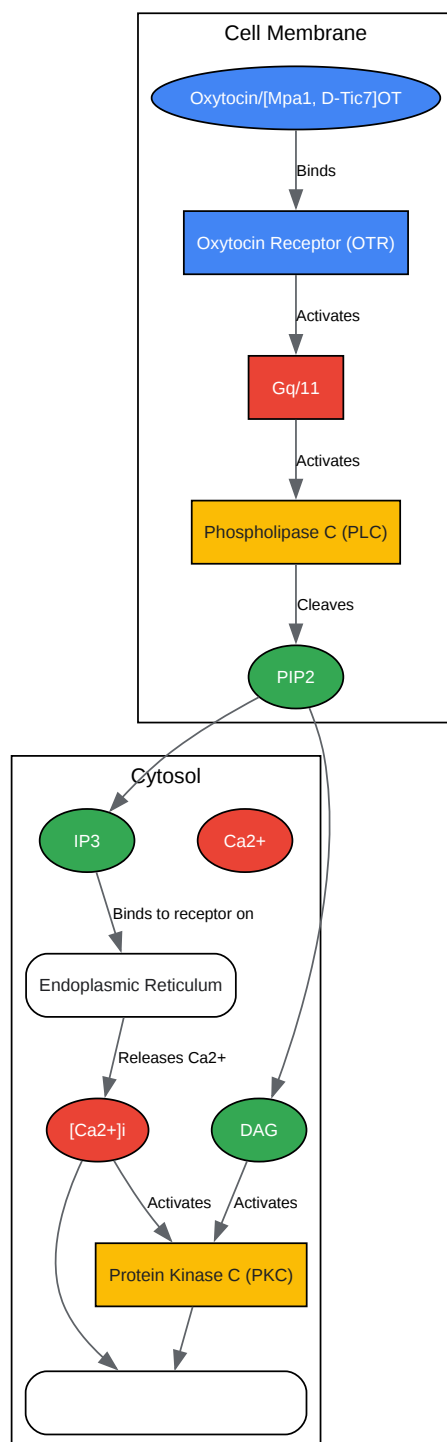 Cell Membrane
Oxytocin/[Mpa1, D-Tic7]OT
Binds
Oxytocin Receptor (OTR)
Activates
Gq/11
Activates
Phospholipase C (PLC)
Cleaves
PIP2
Cytosol
IP3
Ca2+
Binds to receptor on
Endoplasmic Reticulum
Releases Ca2+
[Ca2+]i
DAG
Activates
Activates
Protein Kinase C (PKC)